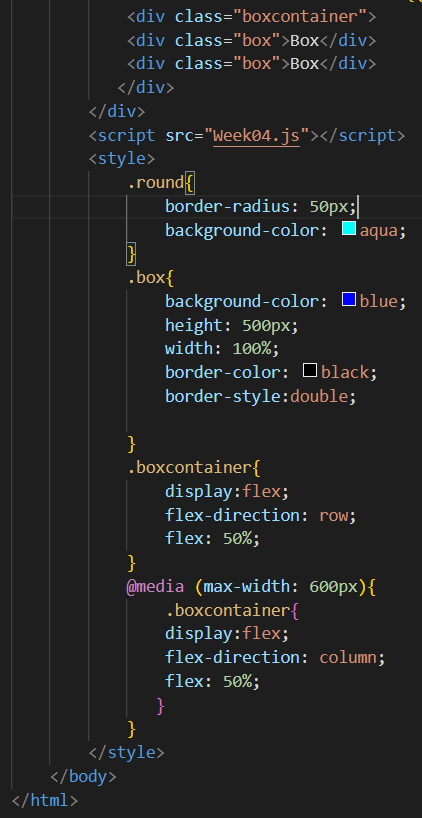 <div class="boxcontainer">
<div class="box">Box</div>
<div class="box">Box</div>
</div>
</div>
<script src="Week04.js"></script>
<style>
.round{
border-radius: 50px;
background-color: aqua;
}
.box{
background-color: blue;
height: 500px;
width: 100%;
border-color: black;
border-style:double;
}
.boxcontainer{
display:flex;
flex-direction: row;
flex: 50%;
}
@media (max-width: 600px){
.boxcontainer{
display:flex;
flex-direction: column;
flex: 50%;
}
}
</style>
</body>
</html>